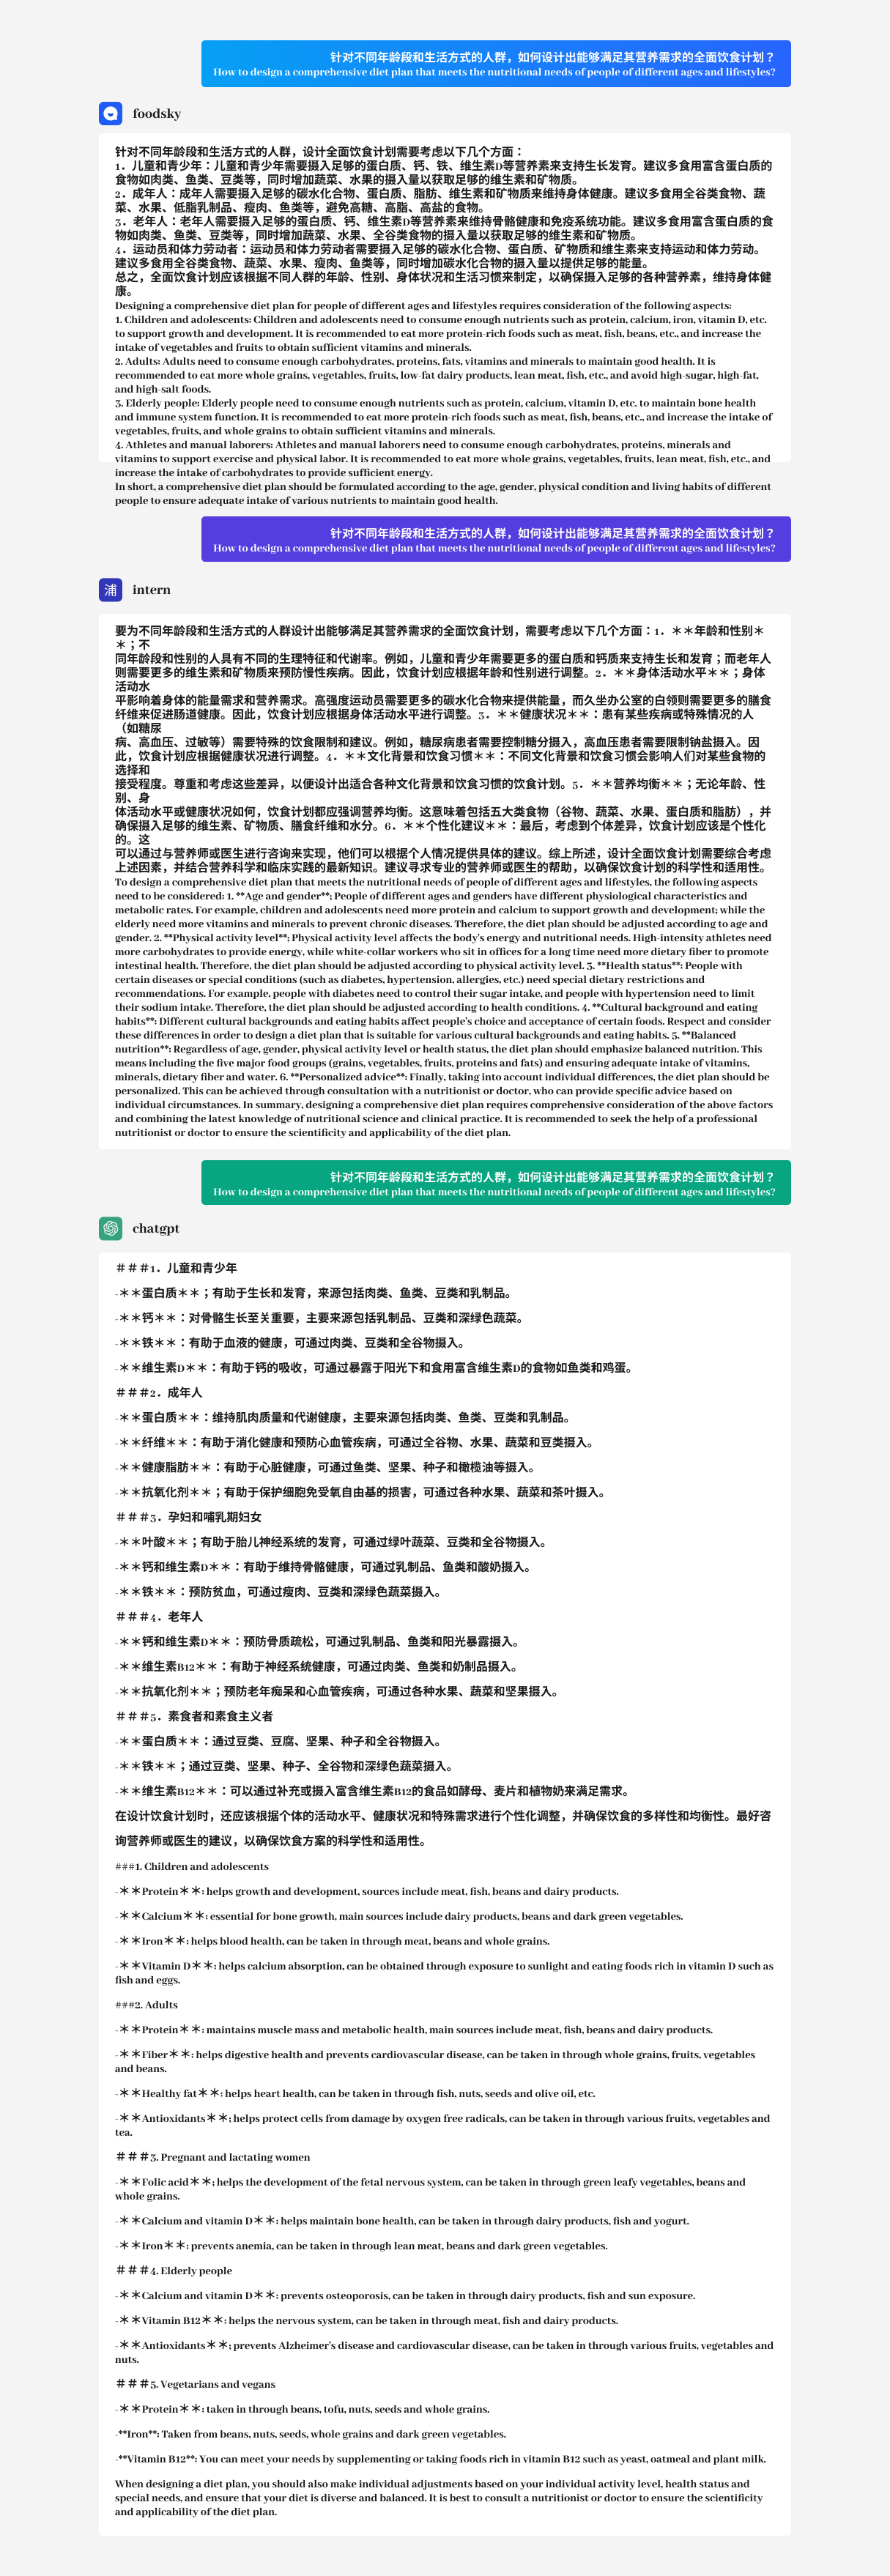 针对不同年龄段和生活方式的人群，如何设计出能够满足其营养需求的全面饮食计划？
How to design a comprehensive diet plan that meets the nutritional needs of people of different ages and lifestyles?
foodsky
针对不同年龄段和生活方式的人群，设计全面饮食计划需要考虑以下几个方面：
1. 儿童和青少年：儿童和青少年需要摄入足够的蛋白质、钙、铁、维生素D等营养素来支持生长发育。建议多食用富含蛋白质的
食物如肉类、鱼类、豆类等，同时增加蔬菜、水果的摄入量以获取足够的维生素和矿物质。
2. 成年人：成年人需要摄入足够的碳水化合物、蛋白质、脂肪、维生素和矿物质来维持身体健康。建议多食用全谷类食物、蔬
菜、水果、低脂乳制品、瘦肉、鱼类等，避免高糖、高脂、高盐的食物。
3. 老年人：老年人需要摄入足够的蛋白质、钙、维生素D等营养素来维持骨骼健康和免疫系统功能。建议多食用富含蛋白质的食
物如肉类、鱼类、豆类等，同时增加蔬菜、水果、全谷类食物的摄入量以获取足够的维生素和矿物质。
4. 运动员和体力劳动者：运动员和体力劳动者需要摄入足够的碳水化合物、蛋白质、矿物质和维生素来支持运动和体力劳动。
建议多食用全谷类食物、蔬菜、水果、瘦肉、鱼类等，同时增加碳水化合物的摄入量以提供足够的能量。
总之，全面饮食计划应该根据不同人群的年龄、性别、身体状况和生活习惯来制定，以确保摄入足够的各种营养素，维持身体健
康。
Designing a comprehensive diet plan for people of different ages and lifestyles requires consideration of the following aspects:
1. Children and adolescents: Children and adolescents need to consume enough nutrients such as protein, calcium, iron, vitamin D, etc.
to support growth and development. It is recommended to eat more protein-rich foods such as meat, fish, beans, etc., and increase the
intake of vegetables and fruits to obtain sufficient vitamins and minerals.
2. Adults: Adults need to consume enough carbohydrates, proteins, fats, vitamins and minerals to maintain good health. It is
recommended to eat more whole grains, vegetables, fruits, low-fat dairy products, lean meat, fish, etc., and avoid high-sugar, high-fat,
and high-salt foods.
3. Elderly people: Elderly people need to consume enough nutrients such as protein, calcium, vitamin D, etc. to maintain bone health
and immune system function. It is recommended to eat more protein-rich foods such as meat, fish, beans, etc., and increase the intake of
vegetables, fruits, and whole grains to obtain sufficient vitamins and minerals.
4. Athletes and manual laborers: Athletes and manual laborers need to consume enough carbohydrates, proteins, minerals and
vitamins to support exercise and physical labor. It is recommended to eat more whole grains, vegetables, fruits, lean meat, fish, etc., and
increase the intake of carbohydrates to provide sufficient energy.
In short, a comprehensive diet plan should be formulated according to the age, gender, physical condition and living habits of different
people to ensure adequate intake of various nutrients to maintain good health.
针对不同年龄段和生活方式的人群，如何设计出能够满足其营养需求的全面饮食计划？
How to design a comprehensive diet plan that meets the nutritional needs of people of different ages and lifestyles?
浦 intern
要为不同年龄段和生活方式的人群设计出能够满足其营养需求的全面饮食计划，需要考虑以下几个方面：1. ＊＊年龄和性别＊
＊；不
同年龄段和性别的人具有不同的生理特征和代谢率。例如，儿童和青少年需要更多的蛋白质和钙质来支持生长和发育；而老年人
则需要更多的维生素和矿物质来预防慢性疾病。因此，饮食计划应根据年龄和性别进行调整。2. ＊＊身体活动水平＊＊；身体
活动水
平影响着身体的能量需求和营养需求。高强度运动员需要更多的碳水化合物来提供能量，而久坐办公室的白领则需要更多的膳食
纤维来促进肠道健康。因此，饮食计划应根据身体活动水平进行调整。3. ＊＊健康状况＊＊：患有某些疾病或特殊情况的人
（如糖尿
病、高血压、过敏等）需要特殊的饮食限制和建议。例如，糖尿病患者需要控制糖分摄入，高血压患者需要限制钠盐摄入。因
此，饮食计划应根据健康状况进行调整。4. ＊＊文化背景和饮食习惯＊＊：不同文化背景和饮食习惯会影响人们对某些食物的
选择和
接受程度。尊重和考虑这些差异，以便设计出适合各种文化背景和饮食习惯的饮食计划。5. ＊＊营养均衡＊＊；无论年龄、性
别、身
体活动水平或健康状况如何，饮食计划都应强调营养均衡。这意味着包括五大类食物（谷物、蔬菜、水果、蛋白质和脂肪），并
确保摄入足够的维生素、矿物质、膳食纤维和水分。6. ＊＊个性化建议＊＊：最后，考虑到个体差异，饮食计划应该是个性化
的。这
可以通过与营养师或医生进行咨询来实现，他们可以根据个人情况提供具体的建议。综上所述，设计全面饮食计划需要综合考虑
上述因素，并结合营养科学和临床实践的最新知识。建议寻求专业的营养师或医生的帮助，以确保饮食计划的科学性和适用性。
To design a comprehensive diet plan that meets the nutritional needs of people of different ages and lifestyles, the following aspects
need to be considered: 1. **Age and gender**; People of different ages and genders have different physiological characteristics and
metabolic rates. For example, children and adolescents need more protein and calcium to support growth and development; while the
elderly need more vitamins and minerals to prevent chronic diseases. Therefore, the diet plan should be adjusted according to age and
gender. 2. **Physical activity level**; Physical activity level affects the body's energy and nutritional needs. High-intensity athletes need
more carbohydrates to provide energy, while white-collar workers who sit in offices for a long time need more dietary fiber to promote
intestinal health. Therefore, the diet plan should be adjusted according to physical activity level. 3. **Health status**: People with
certain diseases or special conditions (such as diabetes, hypertension, allergies, etc.) need special dietary restrictions and
recommendations. For example, people with diabetes need to control their sugar intake, and people with hypertension need to limit
their sodium intake. Therefore, the diet plan should be adjusted according to health conditions. 4. **Cultural background and eating
habits**: Different cultural backgrounds and eating habits affect people's choice and acceptance of certain foods. Respect and consider
these differences in order to design a diet plan that is suitable for various cultural backgrounds and eating habits. 5. **Balanced
nutrition**: Regardless of age, gender, physical activity level or health status, the diet plan should emphasize balanced nutrition. This
means including the five major food groups (grains, vegetables, fruits, proteins and fats) and ensuring adequate intake of vitamins,
minerals, dietary fiber and water. 6. **Personalized advice**: Finally, taking into account individual differences, the diet plan should be
personalized. This can be achieved through consultation with a nutritionist or doctor, who can provide specific advice based on
individual circumstances. In summary, designing a comprehensive diet plan requires comprehensive consideration of the above factors
and combining the latest knowledge of nutritional science and clinical practice. It is recommended to seek the help of a professional
nutritionist or doctor to ensure the scientificity and applicability of the diet plan.
针对不同年龄段和生活方式的人群，如何设计出能够满足其营养需求的全面饮食计划？
How to design a comprehensive diet plan that meets the nutritional needs of people of different ages and lifestyles?
chatgpt
＃＃＃1. 儿童和青少年
-＊＊蛋白质＊＊；有助于生长和发育，来源包括肉类、鱼类、豆类和乳制品。
-＊＊钙＊＊：对骨骼生长至关重要，主要来源包括乳制品、豆类和深绿色蔬菜。
-＊＊铁＊＊：有助于血液的健康，可通过肉类、豆类和全谷物摄入。
-＊＊维生素D＊＊：有助于钙的吸收，可通过暴露于阳光下和食用富含维生素D的食物如鱼类和鸡蛋。
＃＃＃2. 成年人
-＊＊蛋白质＊＊：维持肌肉质量和代谢健康，主要来源包括肉类、鱼类、豆类和乳制品。
-＊＊纤维＊＊：有助于消化健康和预防心血管疾病，可通过全谷物、水果、蔬菜和豆类摄入。
-＊＊健康脂肪＊＊：有助于心脏健康，可通过鱼类、坚果、种子和橄榄油等摄入。
-＊＊抗氧化剂＊＊；有助于保护细胞免受氧自由基的损害，可通过各种水果、蔬菜和茶叶摄入。
＃＃＃3. 孕妇和哺乳期妇女
-＊＊叶酸＊＊；有助于胎儿神经系统的发育，可通过绿叶蔬菜、豆类和全谷物摄入。
-＊＊钙和维生素D＊＊：有助于维持骨骼健康，可通过乳制品、鱼类和酸奶摄入。
-＊＊铁＊＊：预防贫血，可通过瘦肉、豆类和深绿色蔬菜摄入。
＃＃＃4. 老年人
-＊＊钙和维生素D＊＊：预防骨质疏松，可通过乳制品、鱼类和阳光暴露摄入。
-＊＊维生素B12＊＊：有助于神经系统健康，可通过肉类、鱼类和奶制品摄入。
-＊＊抗氧化剂＊＊；预防老年痴呆和心血管疾病，可通过各种水果、蔬菜和坚果摄入。
＃＃＃5. 素食者和素食主义者
-＊＊蛋白质＊＊：通过豆类、豆腐、坚果、种子和全谷物摄入。
-＊＊铁＊＊；通过豆类、坚果、种子、全谷物和深绿色蔬菜摄入。
-＊＊维生素B12＊＊：可以通过补充或摄入富含维生素B12的食品如酵母、麦片和植物奶来满足需求。
在设计饮食计划时，还应该根据个体的活动水平、健康状况和特殊需求进行个性化调整，并确保饮食的多样性和均衡性。最好咨
询营养师或医生的建议，以确保饮食方案的科学性和适用性。
###1. Children and adolescents
-＊＊Protein＊＊: helps growth and development, sources include meat, fish, beans and dairy products.
-＊＊Calcium＊＊: essential for bone growth, main sources include dairy products, beans and dark green vegetables.
-＊＊Iron＊＊: helps blood health, can be taken in through meat, beans and whole grains.
-＊＊Vitamin D＊＊: helps calcium absorption, can be obtained through exposure to sunlight and eating foods rich in vitamin D such as
fish and eggs.
###2. Adults
-＊＊Protein＊＊: maintains muscle mass and metabolic health, main sources include meat, fish, beans and dairy products.
-＊＊Fiber＊＊: helps digestive health and prevents cardiovascular disease, can be taken in through whole grains, fruits, vegetables
and beans.
-＊＊Healthy fat＊＊: helps heart health, can be taken in through fish, nuts, seeds and olive oil, etc.
-＊＊Antioxidants＊＊; helps protect cells from damage by oxygen free radicals, can be taken in through various fruits, vegetables and
tea.
＃＃＃3. Pregnant and lactating women
-＊＊Folic acid＊＊; helps the development of the fetal nervous system, can be taken in through green leafy vegetables, beans and
whole grains.
-＊＊Calcium and vitamin D＊＊: helps maintain bone health, can be taken in through dairy products, fish and yogurt.
-＊＊Iron＊＊: prevents anemia, can be taken in through lean meat, beans and dark green vegetables.
＃＃＃4. Elderly people
-＊＊Calcium and vitamin D＊＊: prevents osteoporosis, can be taken in through dairy products, fish and sun exposure.
-＊＊Vitamin B12＊＊: helps the nervous system, can be taken in through meat, fish and dairy products.
-＊＊Antioxidants＊＊; prevents Alzheimer's disease and cardiovascular disease, can be taken in through various fruits, vegetables and
nuts.
＃＃＃5. Vegetarians and vegans
-＊＊Protein＊＊: taken in through beans, tofu, nuts, seeds and whole grains.
-**Iron**: Taken from beans, nuts, seeds, whole grains and dark green vegetables.
-**Vitamin B12**: You can meet your needs by supplementing or taking foods rich in vitamin B12 such as yeast, oatmeal and plant milk.
When designing a diet plan, you should also make individual adjustments based on your individual activity level, health status and
special needs, and ensure that your diet is diverse and balanced. It is best to consult a nutritionist or doctor to ensure the scientificity
and applicability of the diet plan.